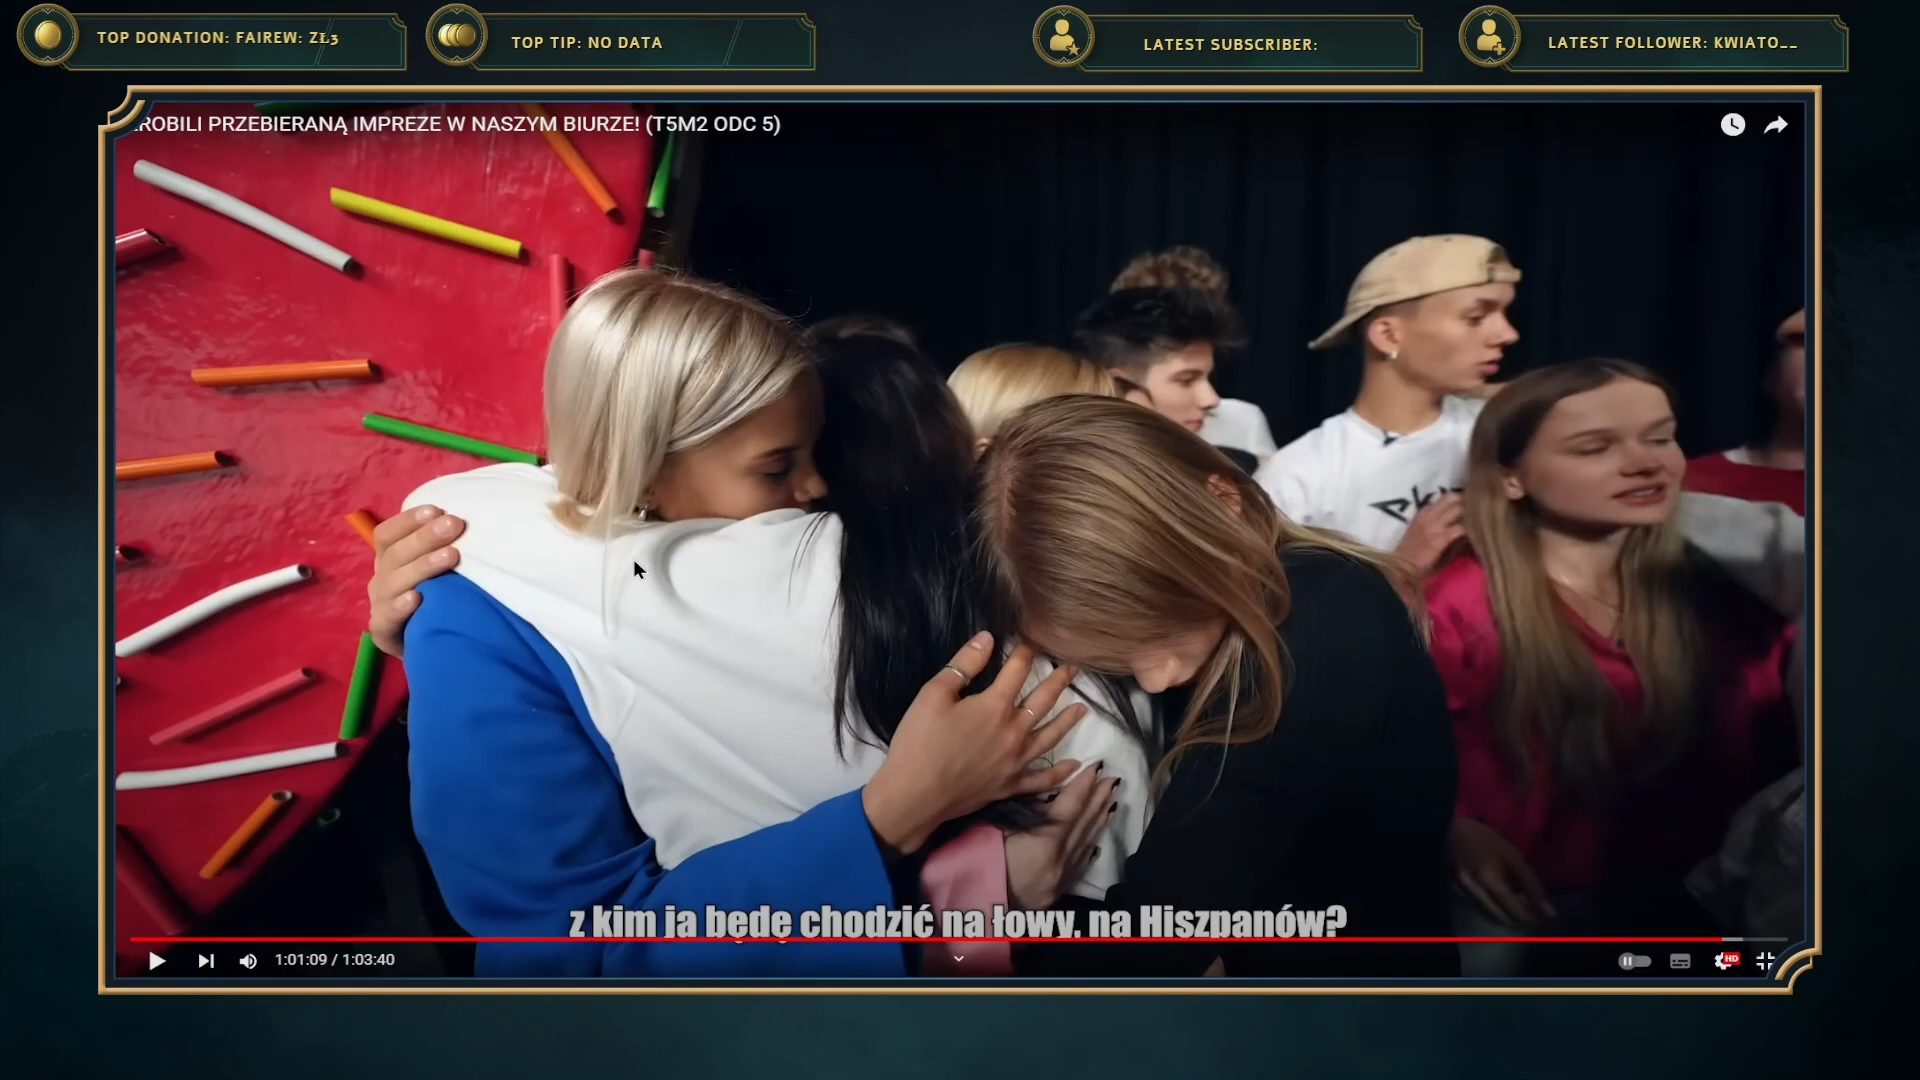 TOP DONATION: FAIREW: ZŁ3
TOP TIP: NO DATA
LATEST SUBSCRIBER:
LATEST FOLLOWER: KWIATO__
ROBILI PRZEBIERANĄ IMPREZE W NASZYM BIURZE! (T5M2 ODC 5)
z kim ja będę chodzić na łowy, na Hiszpanów?
1:01:09 / 1:03:40
HD